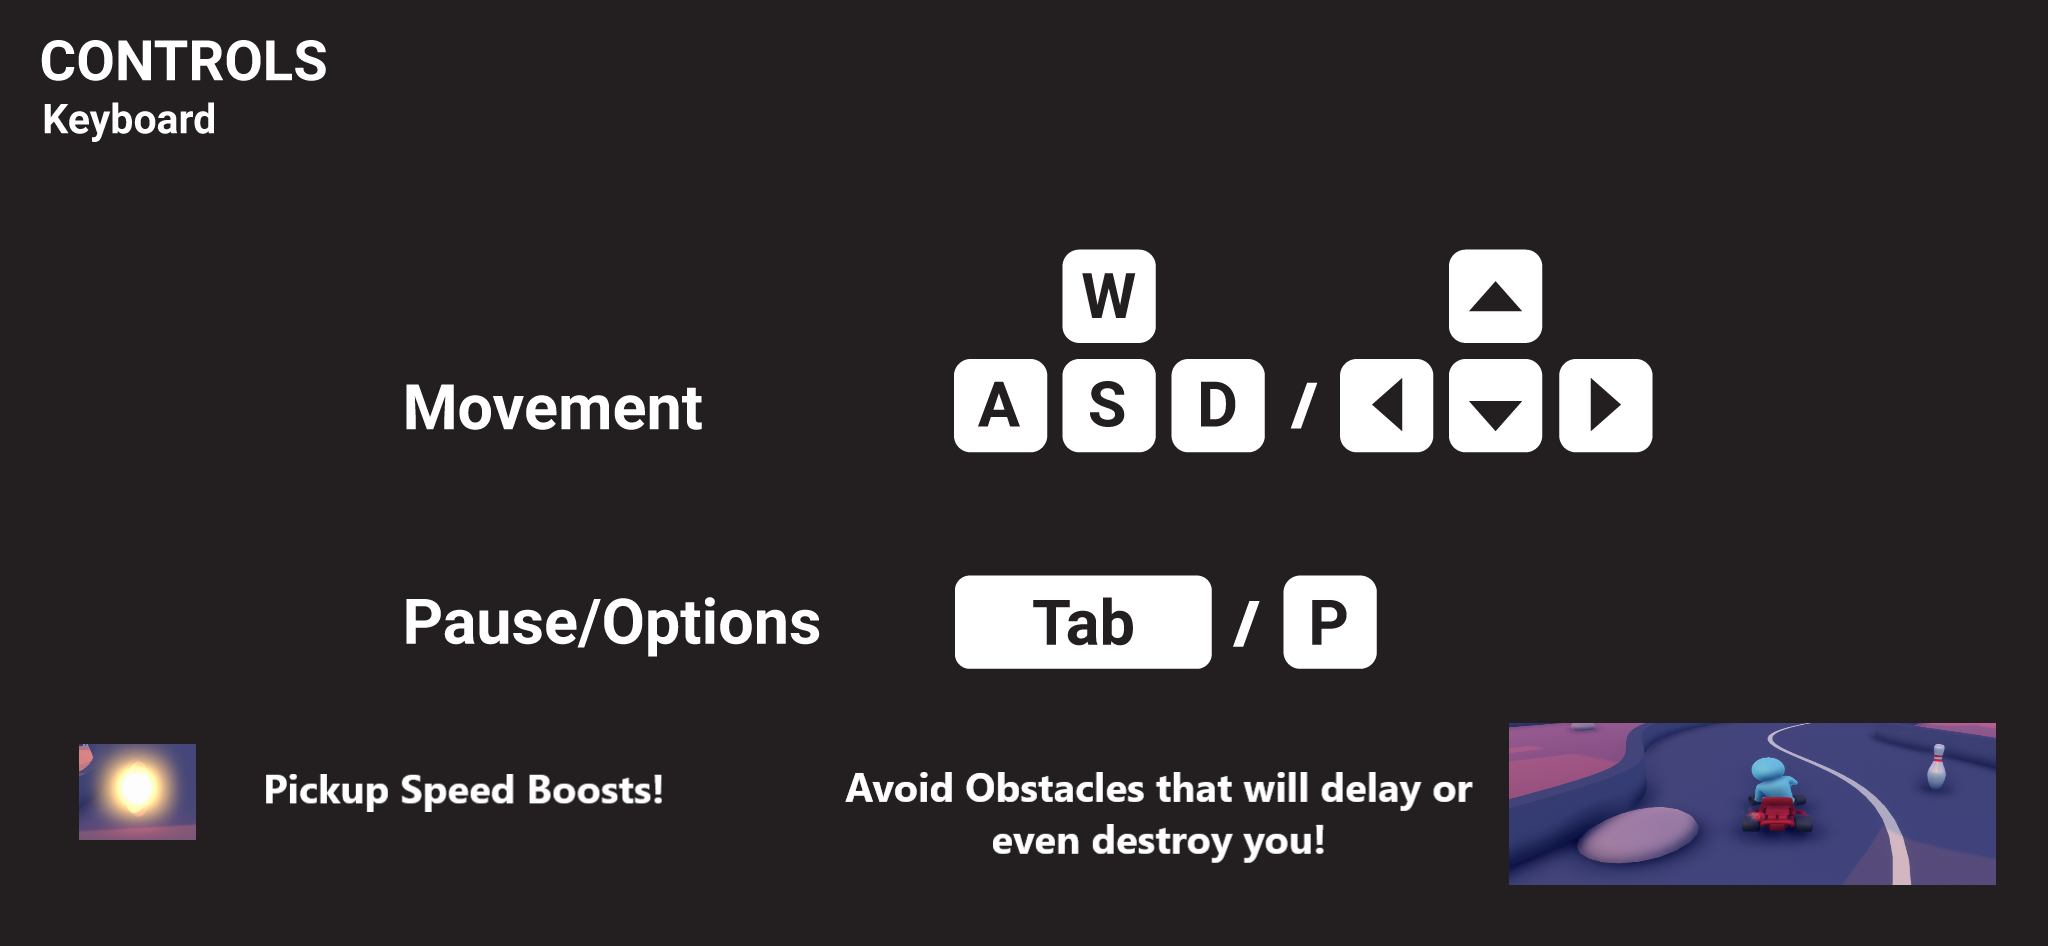 CONTROLS
Keyboard
W
Movement A S D /
Pause/Options Tab / P
Pickup Speed Boosts!
Avoid Obstacles that will delay or
even destroy you!